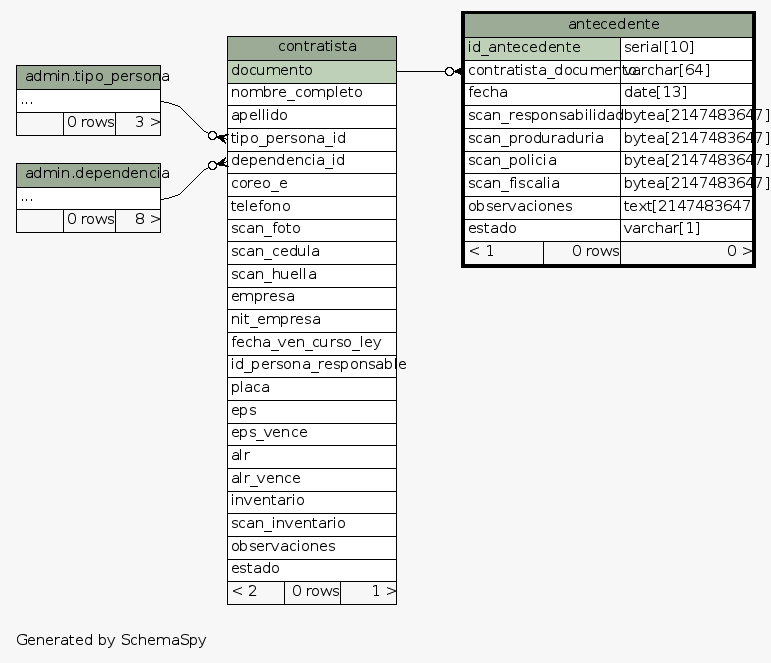 admin.tipo_persona
...
0 rows 3 >
admin.dependencia
...
0 rows 8 >
contratista
documento
nombre_completo
apellido
tipo_persona_id
dependencia_id
coreo_e
telefono
scan_foto
scan_cedula
scan_huella
empresa
nit_empresa
fecha_ven_curso_ley
id_persona_responsable
placa
eps
eps_vence
alr
alr_vence
inventario
scan_inventario
observaciones
estado
< 2 0 rows 1 >
antecedente
id_antecedente serial[10]
contratista_documento varchar[64]
fecha date[13]
scan_responsabilidad bytea[2147483647]
scan_produraduria bytea[2147483647]
scan_policia bytea[2147483647]
scan_fiscalia bytea[2147483647]
observaciones text[2147483647]
estado varchar[1]
< 1 0 rows 0 >
Generated by SchemaSpy